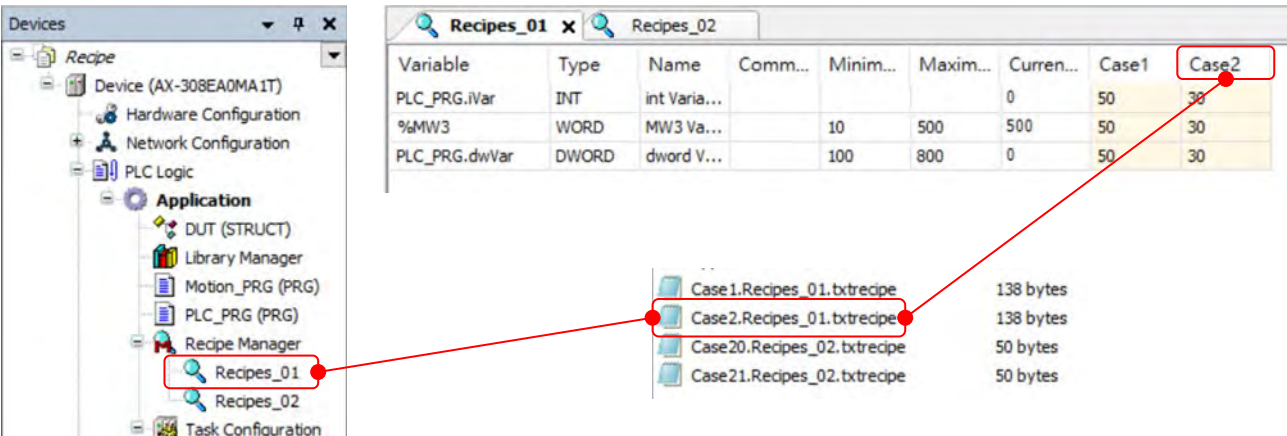 Devices
Recipe
Device (AX-308EA0MA1T)
Hardware Configuration
Network Configuration
PLC Logic
Application
DUT (STRUCT)
Library Manager
Motion_PRG (PRG)
PLC_PRG (PRG)
Recipe Manager
Recipes_01
Recipes_02
Task Configuration
Recipes_01 Recipes_02
Variable Type Name Comm... Minim... Maxim... Curren... Case1 Case2
PLC_PRG.iVar INT int Varia... 0 50 30
%MW3 WORD MW3 Va... 10 500 500 50 30
PLC_PRG.dwVar DWORD dword V... 100 800 0 50 30
Case1.Recipes_01.txtrecipe 138 bytes
Case2.Recipes_01.txtrecipe 138 bytes
Case20.Recipes_02.txtrecipe 50 bytes
Case21.Recipes_02.txtrecipe 50 bytes